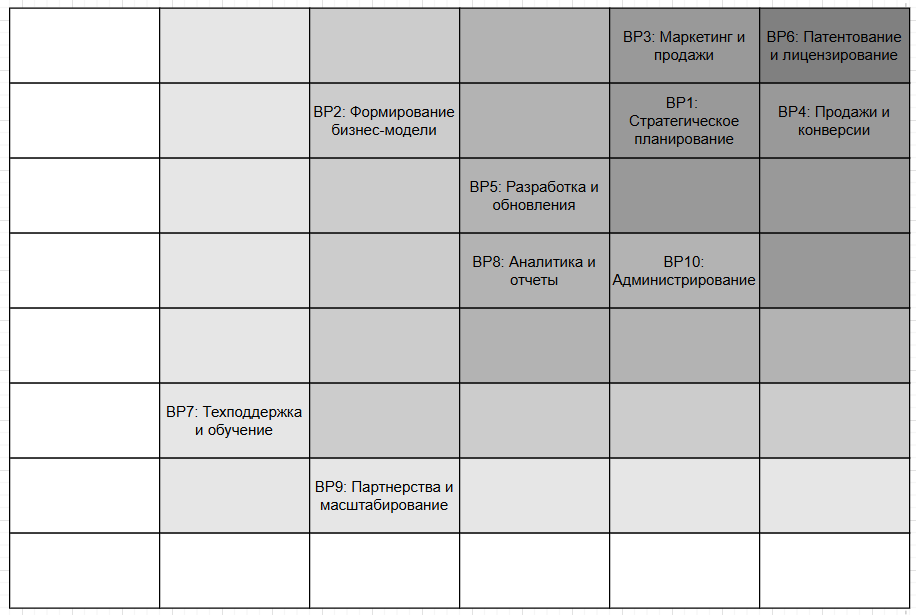 BP3: Маркетинг и
продажи
BP6: Патентование
и лицензирование
BP2: Формирование
бизнес-модели
BP1:
Стратегическое
планирование
BP4: Продажи и
конверсии
BP5: Разработка и
обновления
BP8: Аналитика и
отчеты
BP10:
Администрирование
BP7: Техподдержка
и обучение
BP9: Партнерства и
масштабирование